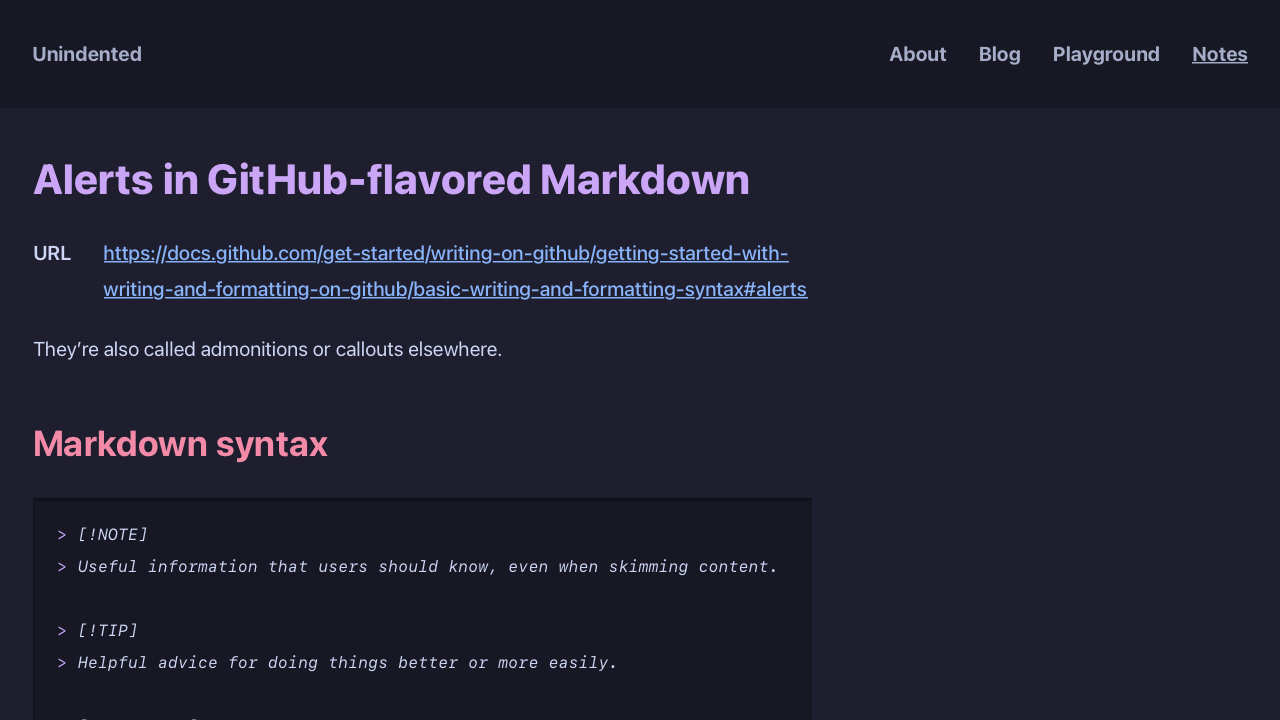 Unindented
About Blog Playground Notes
Alerts in GitHub-flavored Markdown
URL https://docs.github.com/get-started/writing-on-github/getting-started-with-
writing-and-formatting-on-github/basic-writing-and-formatting-syntax#alerts
They’re also called admonitions or callouts elsewhere.
Markdown syntax
> [!NOTE]
> Useful information that users should know, even when skimming content.
> [!TIP]
> Helpful advice for doing things better or more easily.